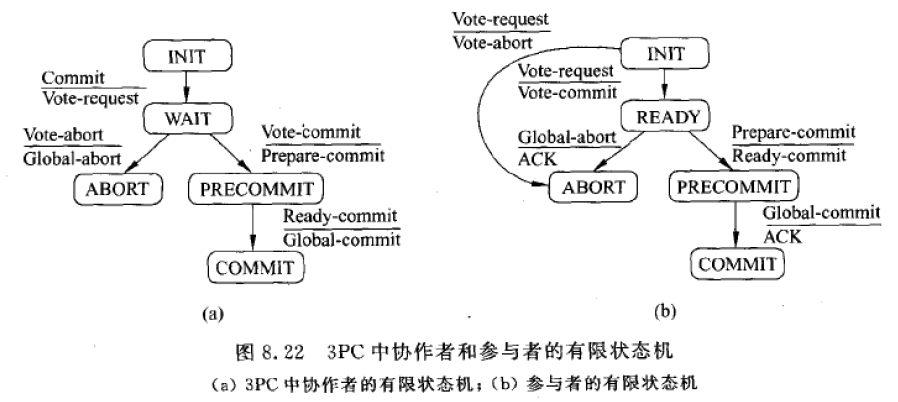 INIT
Commit
Vote-request
WAIT
Vote-abort
Global-abort
Vote-commit
Prepare-commit
ABORT
PRECOMMIT
Ready-commit
Global-commit
COMMIT
(a)
Vote-request
Vote-abort
INIT
Vote-request
Vote-commit
READY
Global-abort
ACK
Prepare-commit
Ready-commit
ABORT
PRECOMMIT
Global-commit
ACK
COMMIT
(b)
图 8.22 3PC 中协作者和参与者的有限状态机
(a) 3PC 中协作者的有限状态机; (b) 参与者的有限状态机